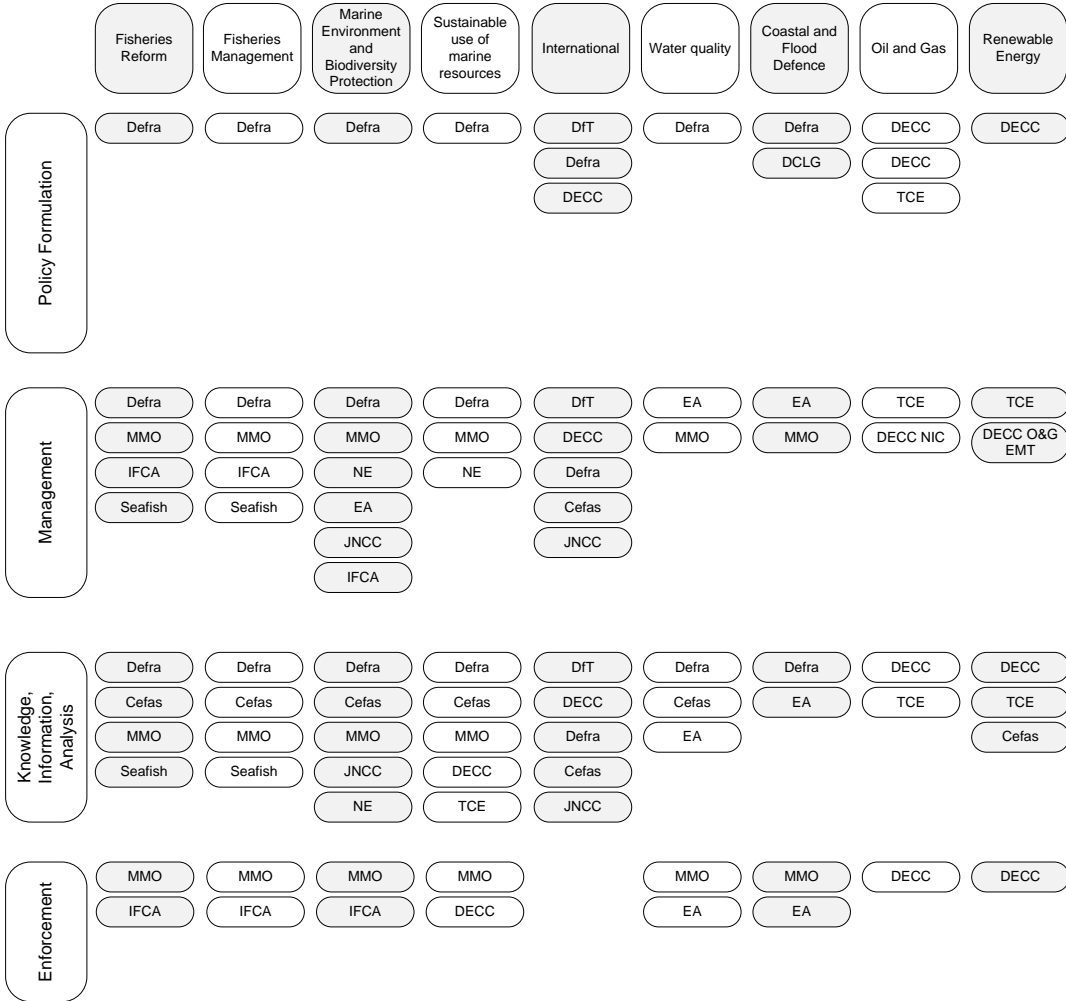 Fisheries
Reform
Fisheries
Management
Marine
Environment
and
Biodiversity
Protection
Sustainable
use of
marine
resources
International
Water quality
Coastal and
Flood
Defence
Oil and Gas
Renewable
Energy
Policy Formulation
Defra
Defra
Defra
Defra
DfT
Defra
Defra
DECC
DECC
Defra
DCLG
DECC
DECC
TCE
Management
Defra
Defra
Defra
Defra
DfT
EA
EA
TCE
TCE
MMO
MMO
MMO
MMO
DECC
MMO
MMO
DECC NIC
DECC O&G
EMT
IFCA
IFCA
NE
NE
Defra
Seafish
Seafish
EA
Cefas
JNCC
JNCC
IFCA
Knowledge,
Information,
Analysis
Defra
Defra
Defra
Defra
DfT
Defra
Defra
DECC
DECC
Cefas
Cefas
Cefas
Cefas
DECC
Cefas
EA
TCE
TCE
MMO
MMO
MMO
MMO
Defra
EA
Cefas
Seafish
Seafish
JNCC
DECC
Cefas
NE
TCE
JNCC
Enforcement
MMO
MMO
MMO
MMO
MMO
MMO
DECC
DECC
IFCA
IFCA
IFCA
DECC
EA
EA